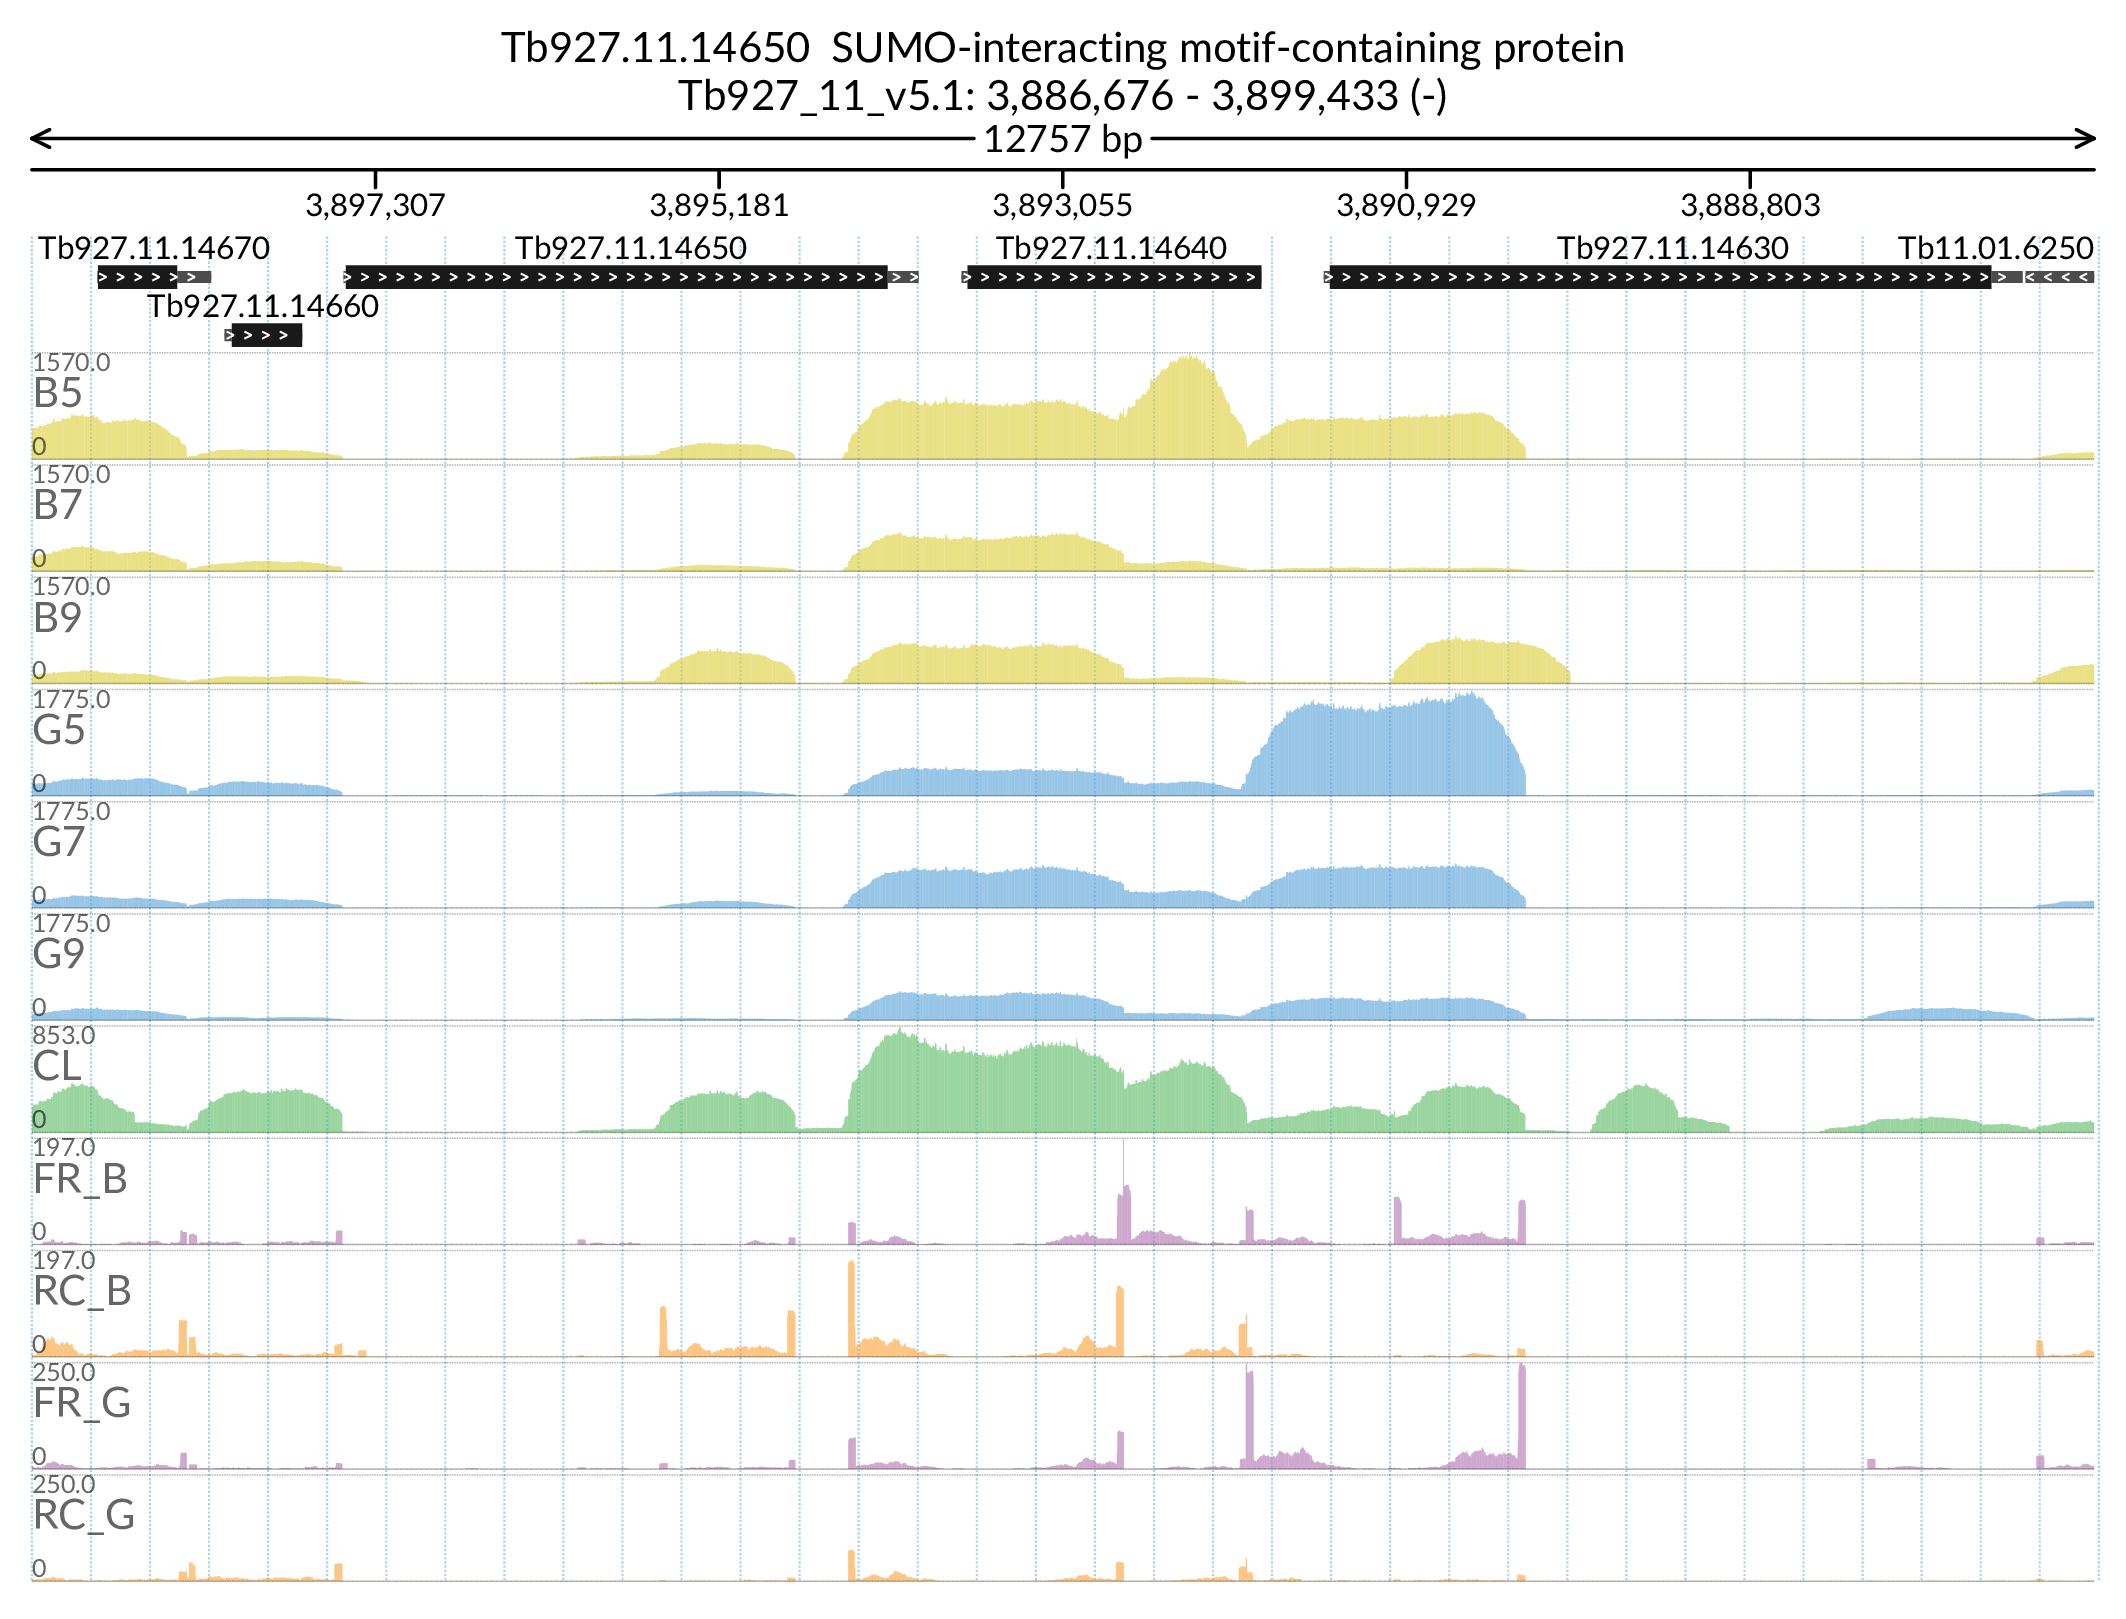 Tb927.11.14650  SUMO-interacting motif-containing protein
Tb927_11_v5.1: 3,886,676 - 3,899,433 (-)
12757 bp
3,897,307 3,895,181 3,893,055 3,890,929 3,888,803
Tb927.11.14670 Tb927.11.14650 Tb927.11.14640 Tb927.11.14630 Tb11.01.6250
Tb927.11.14660
1570.0
B5
0
1570.0
B7
0
1570.0
B9
0
1775.0
G5
0
1775.0
G7
0
1775.0
G9
0
853.0
CL
0
197.0
FR_B
0
197.0
RC_B
0
250.0
FR_G
0
250.0
RC_G
0